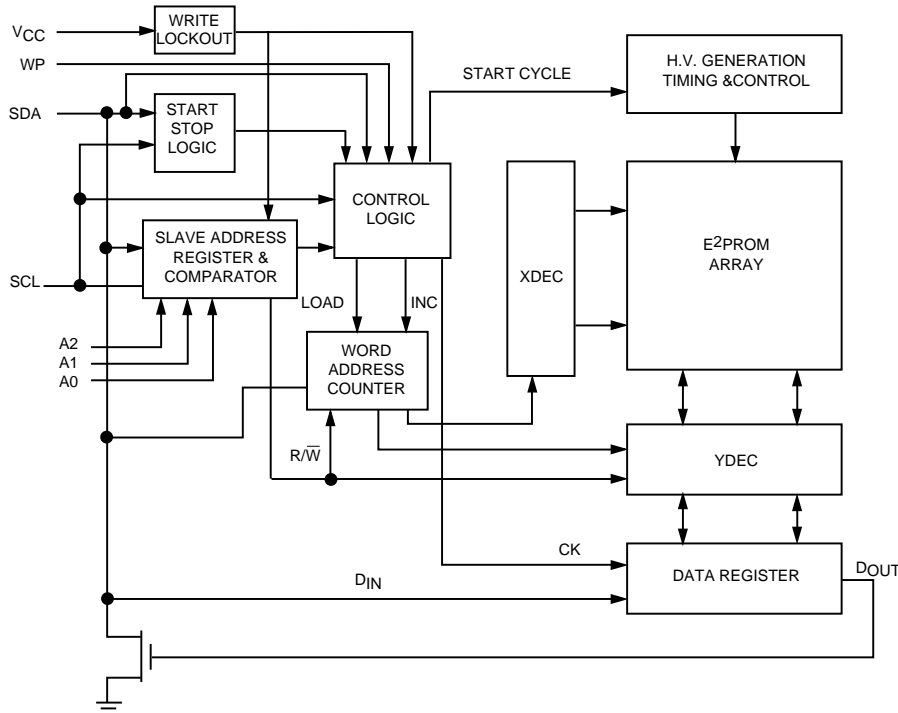 VCC
WRITE
LOCKOUT
WP
START CYCLE
H.V. GENERATION
TIMING &CONTROL
SDA
START
STOP
LOGIC
CONTROL
LOGIC
SLAVE ADDRESS
REGISTER &
COMPARATOR
SCL
XDEC
E2PROM
ARRAY
LOAD
INC
A2
A1
A0
WORD
ADDRESS
COUNTER
R/W̅
YDEC
CK
DIN
DATA REGISTER
DOUT